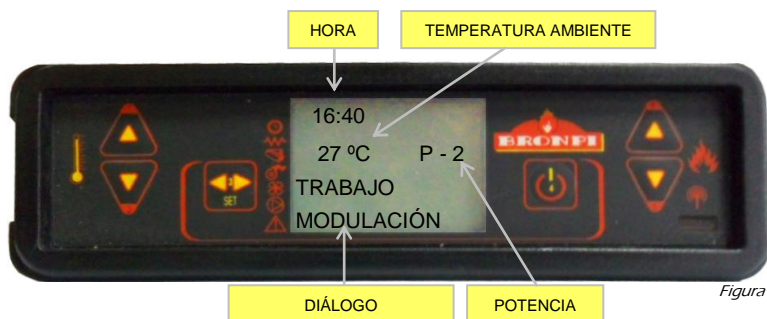 HORA
TEMPERATURA AMBIENTE
16:40
27 ºC P - 2
TRABAJO
MODULACIÓN
BRONPI
SET
DIÁLOGO
POTENCIA
Figura